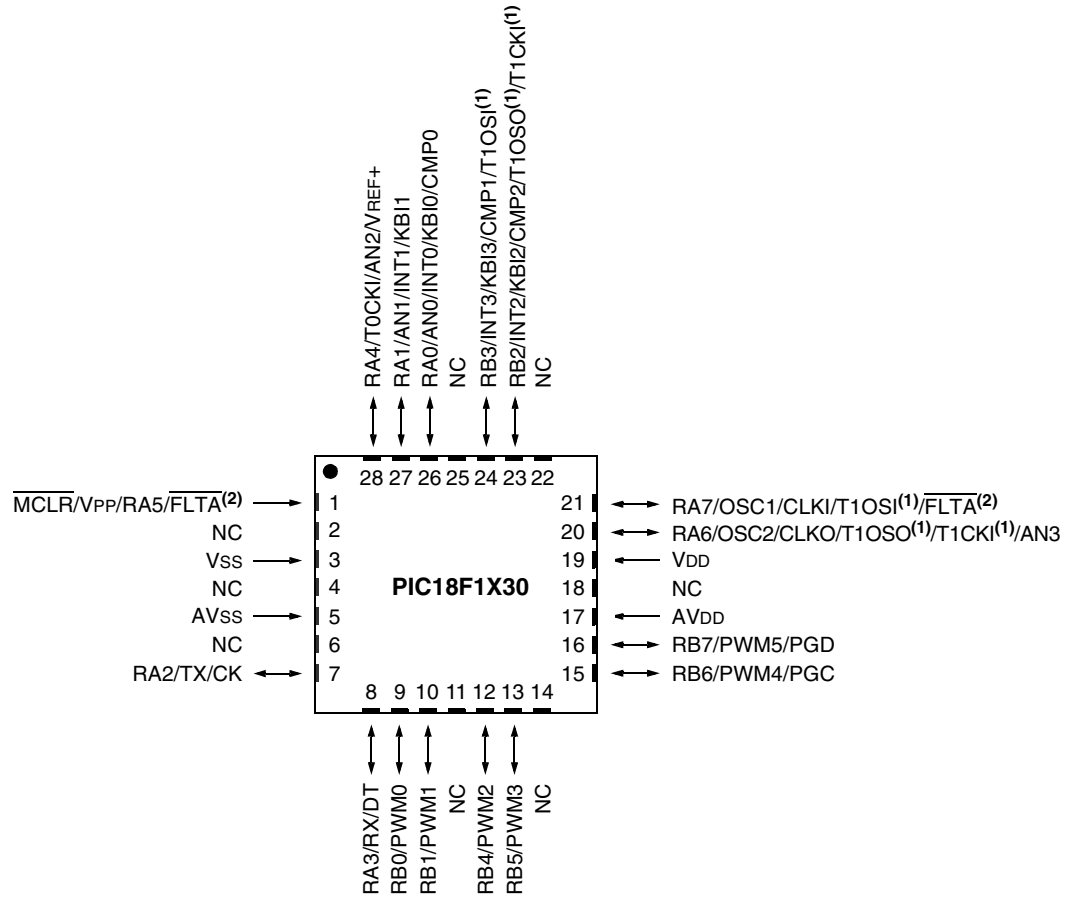 RA4/T0CKI/AN2/VREF+
RA1/AN1/INT1/KBI1
RA0/AN0/INT0/KBI0/CMP0
NC
RB3/INT3/KBI3/CMP1/T1OSI(1)
RB2/INT2/KBI2/CMP2/T1OSO(1)/T1CKI(1)
NC
28 27 26 25 24 23 22
MCLR/VPP/RA5/FLTA(2) 1
NC 2
VSS 3
NC 4
AVSS 5
NC 6
RA2/TX/CK 7
PIC18F1X30
21 RA7/OSC1/CLKI/T1OSI(1)/FLTA(2)
20 RA6/OSC2/CLKO/T1OSO(1)/T1CKI(1)/AN3
19 VDD
18 NC
17 AVDD
16 RB7/PWM5/PGD
15 RB6/PWM4/PGC
8 9 10 11 12 13 14
RA3/RX/DT
RB0/PWM0
RB1/PWM1
NC
RB4/PWM2
RB5/PWM3
NC